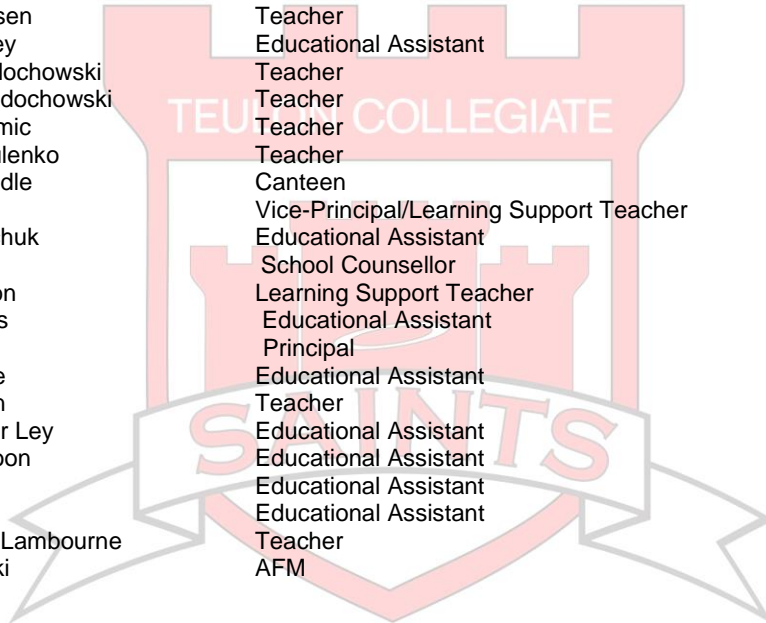 sen Teacher
ey Educational Assistant
dochowski Teacher
dochowski Teacher
mic Teacher
ulenko Teacher
dle Canteen
Vice-Principal/Learning Support Teacher
huk Educational Assistant
School Counsellor
on Learning Support Teacher
s Educational Assistant
Principal
e Educational Assistant
n Teacher
r Ley Educational Assistant
oon Educational Assistant
Educational Assistant
Educational Assistant
Lambourne Teacher
ki AFM
TEULON COLLEGIATE
SAINTS